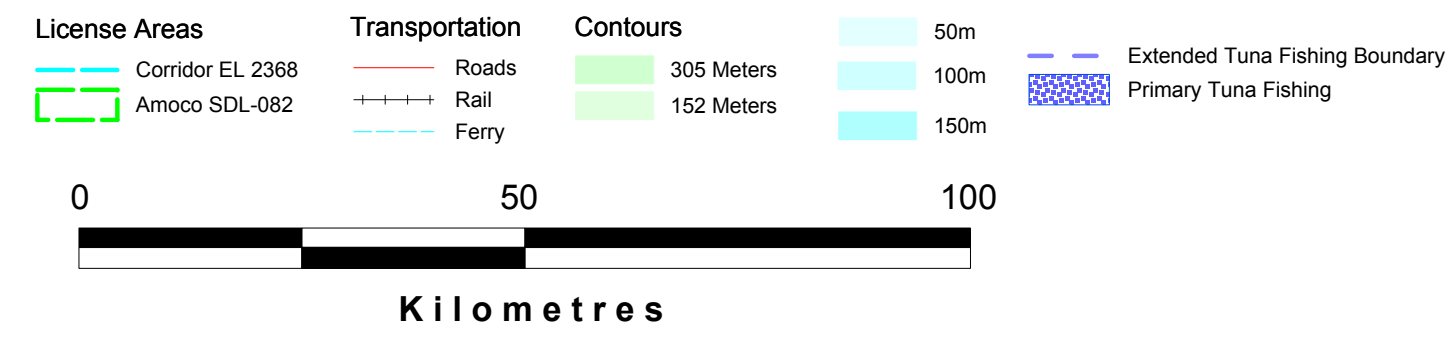 License Areas
Corridor EL 2368
Amoco SDL-082
Transportation
Roads
Rail
Ferry
Contours
305 Meters
152 Meters
50m
100m
150m
Extended Tuna Fishing Boundary
Primary Tuna Fishing
0 50 100
Kilometres